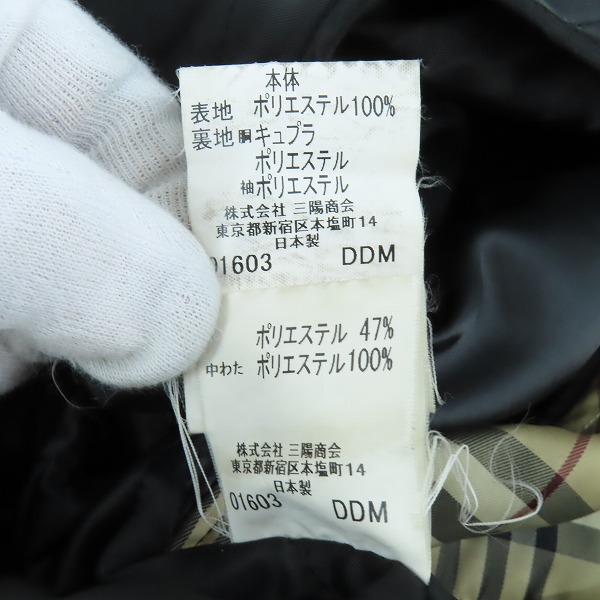 本体
表地 ポリエステル100%
裏地 胴キュプラ
ポリエステル
袖ポリエステル
株式会社 三陽商会
東京都新宿区本塩町14
日本製
01603 DDM
ポリエステル 47%
中わた ポリエステル100%
株式会社 三陽商会
東京都新宿区本塩町14
日本製
01603 DDM